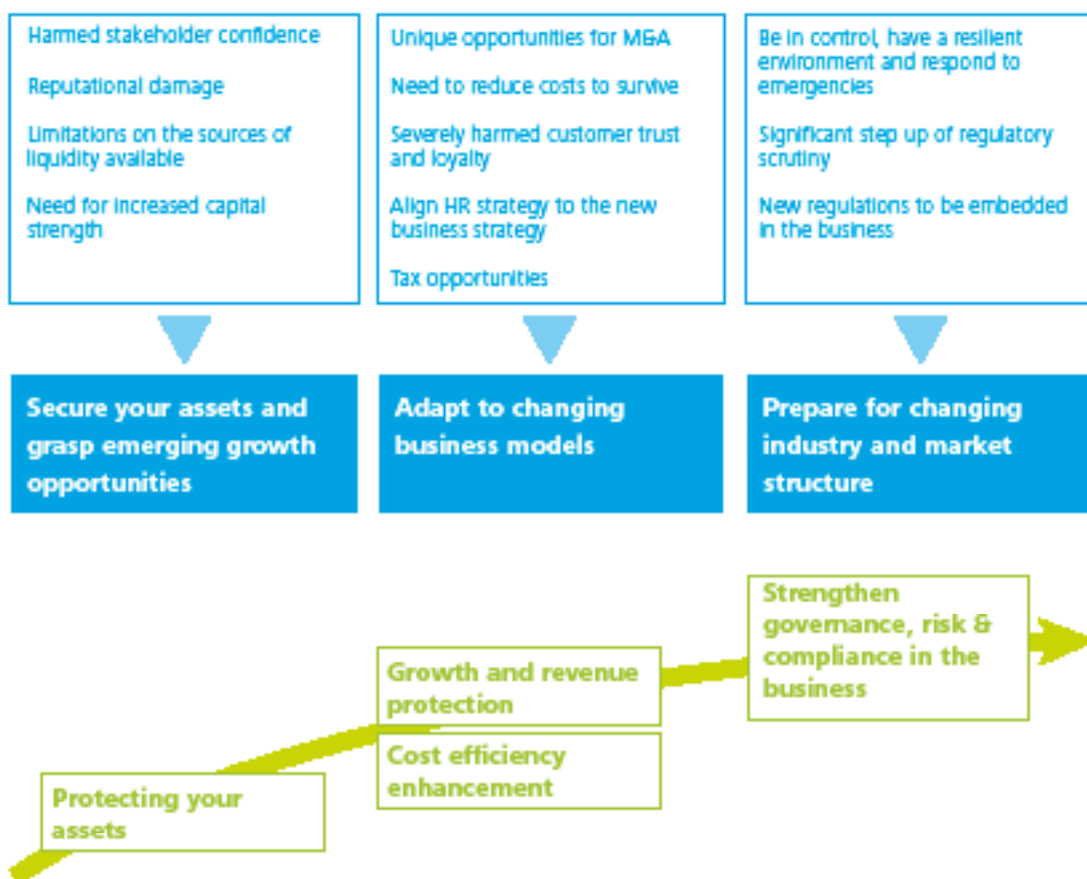 Harmed stakeholder confidence
Reputational damage
Limitations on the sources of
liquidity available
Need for increased capital
strength
Unique opportunities for M&A
Need to reduce costs to survive
Severely harmed customer trust
and loyalty
Align HR strategy to the new
business strategy
Tax opportunities
Be in control, have a resilient
environment and respond to
emergencies
Significant step up of regulatory
scrutiny
New regulations to be embedded
in the business
Secure your assets and
grasp emerging growth
opportunities
Adapt to changing
business models
Prepare for changing
industry and market
structure
Protecting your
assets
Growth and revenue
protection
Cost efficiency
enhancement
Strengthen
governance, risk &
compliance in the
business